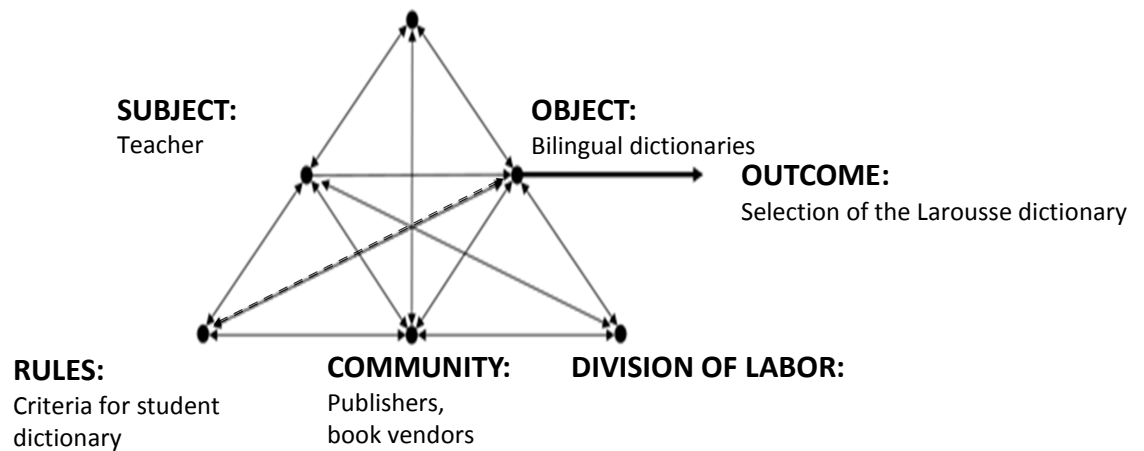 SUBJECT:
Teacher
OBJECT:
Bilingual dictionaries
OUTCOME:
Selection of the Larousse dictionary
RULES:
Criteria for student
dictionary
COMMUNITY:
Publishers,
book vendors
DIVISION OF LABOR: